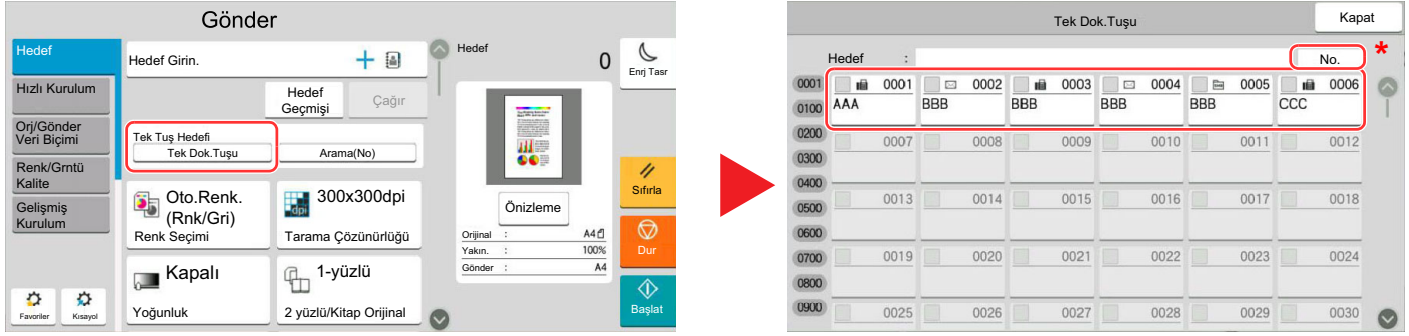 Gönder
Hedef
Hızlı Kurulum
Orj/Gönder
Veri Biçimi
Renk/Grntü
Kalite
Gelişmiş
Kurulum
Favoriler
Kısayol
Hedef Girin.
Hedef
Geçmişi
Çağır
Tek Tuş Hedefi
Tek Dok.Tuşu
Arama(No)
Oto.Renk.
(Rnk/Gri)
Renk Seçimi
dpi
300x300dpi
Tarama Çözünürlüğü
Kapalı
Yoğunluk
1-yüzlü
2 yüzlü/Kitap Orijinal
Hedef
0
Önizleme
Orijinal : A4
Yakın. : 100%
Gönder : A4
Enrj Tasr
Sıfırla
Dur
Başlat
Tek Dok.Tuşu
Kapat
Hedef :
No.
*
0001
0100
0200
0300
0400
0500
0600
0700
0800
0900
0001 0002 0003 0004 0005 0006
AAA BBB BBB BBB BBB CCC
0007 0008 0009 0010 0011 0012
0013 0014 0015 0016 0017 0018
0019 0020 0021 0022 0023 0024
0025 0026 0027 0028 0029 0030